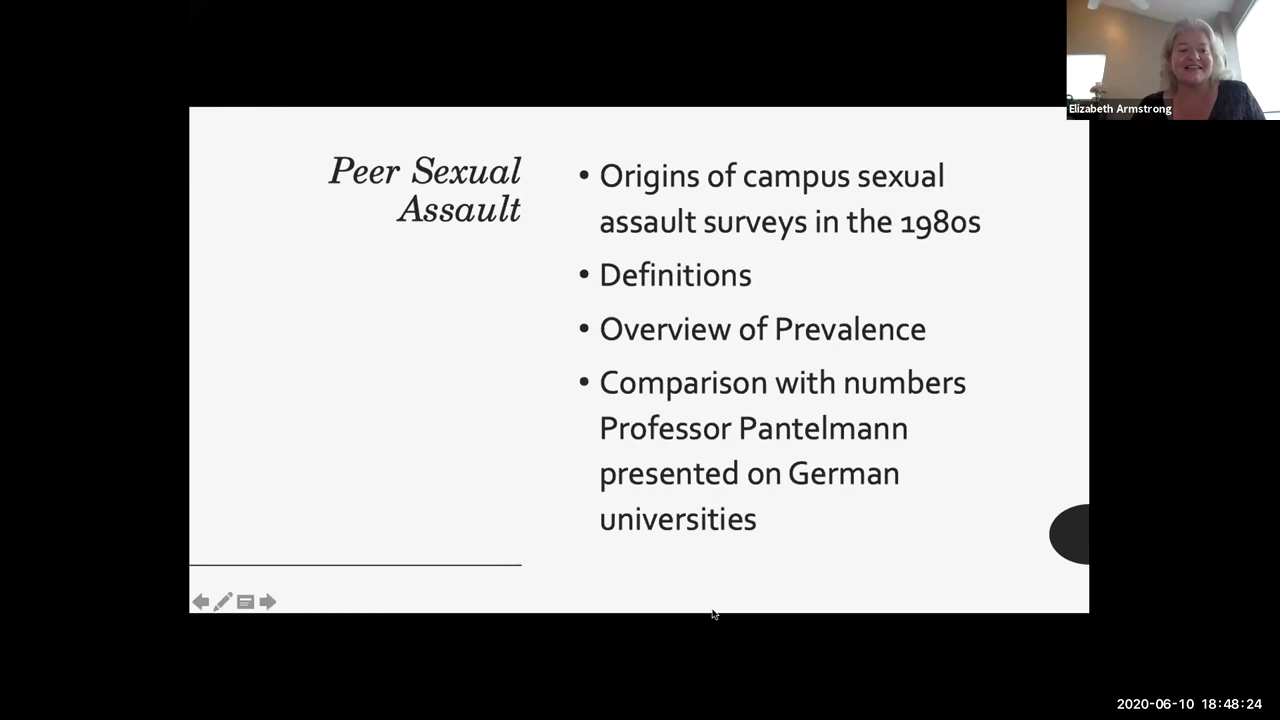 Elizabeth Armstrong
Peer Sexual
Assault
• Origins of campus sexual
assault surveys in the 1980s
• Definitions
• Overview of Prevalence
• Comparison with numbers
Professor Pantelmann
presented on German
universities
2020-06-10 18:48:24